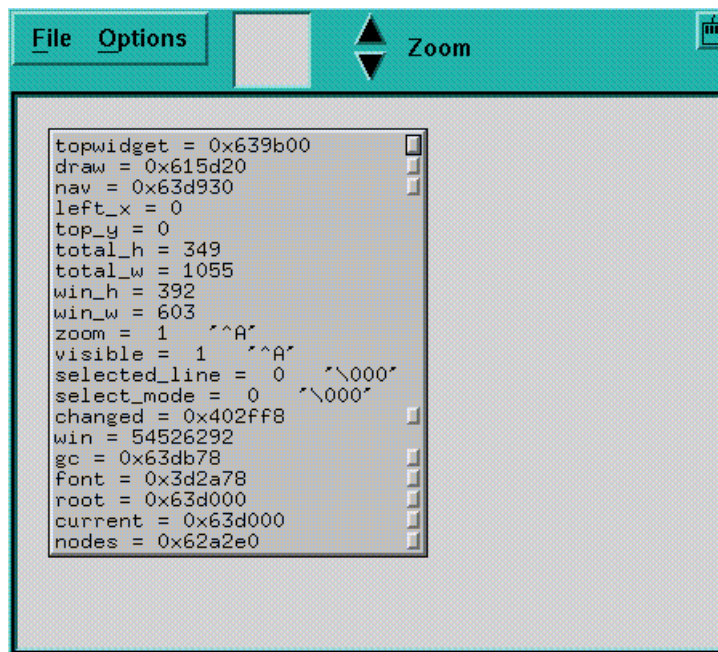 File Options Zoom
topwidget = 0x639b00
draw = 0x615d20
nav = 0x63d930
left_x = 0
top_y = 0
total_h = 349
total_w = 1055
win_h = 392
win_w = 603
zoom =  1   "^A"
visible =  1   "^A"
selected_line =  0   "\000"
select_mode =  0   "\000"
changed = 0x402ff8
win = 54526292
gc = 0x63db78
font = 0x3d2a78
root = 0x63d000
current = 0x63d000
nodes = 0x62a2e0